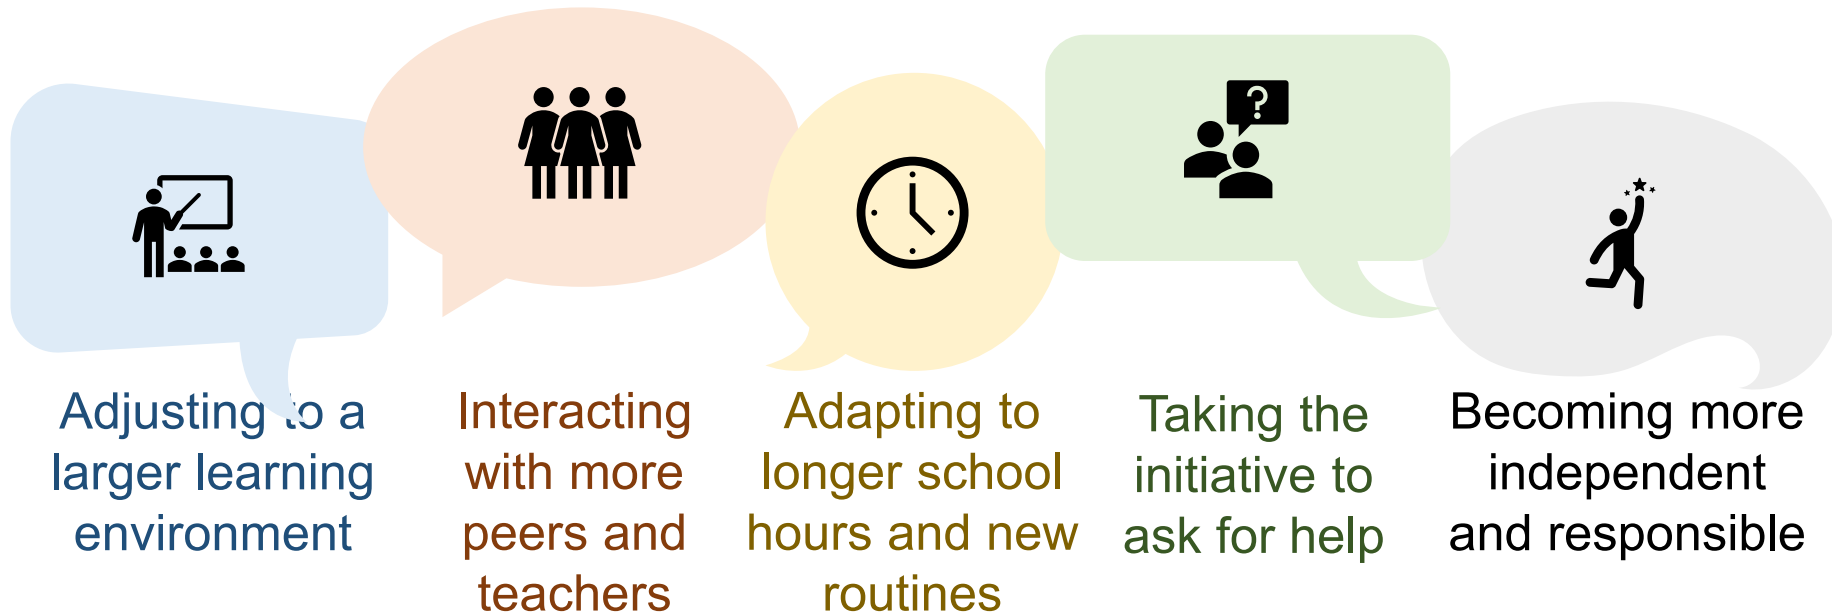 Adjusting to a
larger learning
environment
Interacting
with more
peers and
teachers
Adapting to
longer school
hours and new
routines
?
Taking the
initiative to
ask for help
Becoming more
independent
and responsible